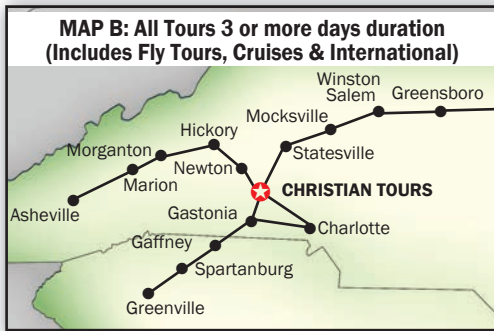 MAP B: All Tours 3 or more days duration
(Includes Fly Tours, Cruises & International)
Winston
Salem
Greensboro
Mocksville
Hickory
Statesville
Morganton
Newton
Marion
CHRISTIAN TOURS
Asheville
Gastonia
Charlotte
Gaffney
Spartanburg
Greenville